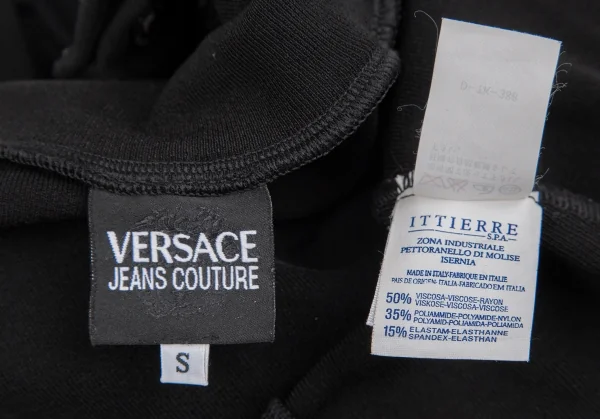 VERSACE
JEANS COUTURE
S
ITTIERRE
S.P.A.
ZONA INDUSTRIALE
PETTORANELLO DI MOLISE
ISERNIA
MADE IN ITALY-FABRIQUE EN ITALIE
PAIS DE ORIGEN-ITALIA-FABRICADO EM ITALIA
50% VISCOSA-VISCOSE-RAYON
VISKOSE-VISCOSA-VISCOSE
35% POLIAMMIDE-POLYAMIDE-NYLON
POLYAMID-POLIAMIDA-POLIAMIDA
15% ELASTAM-ELASTHANNE
SPANDEX-ELASTHAN